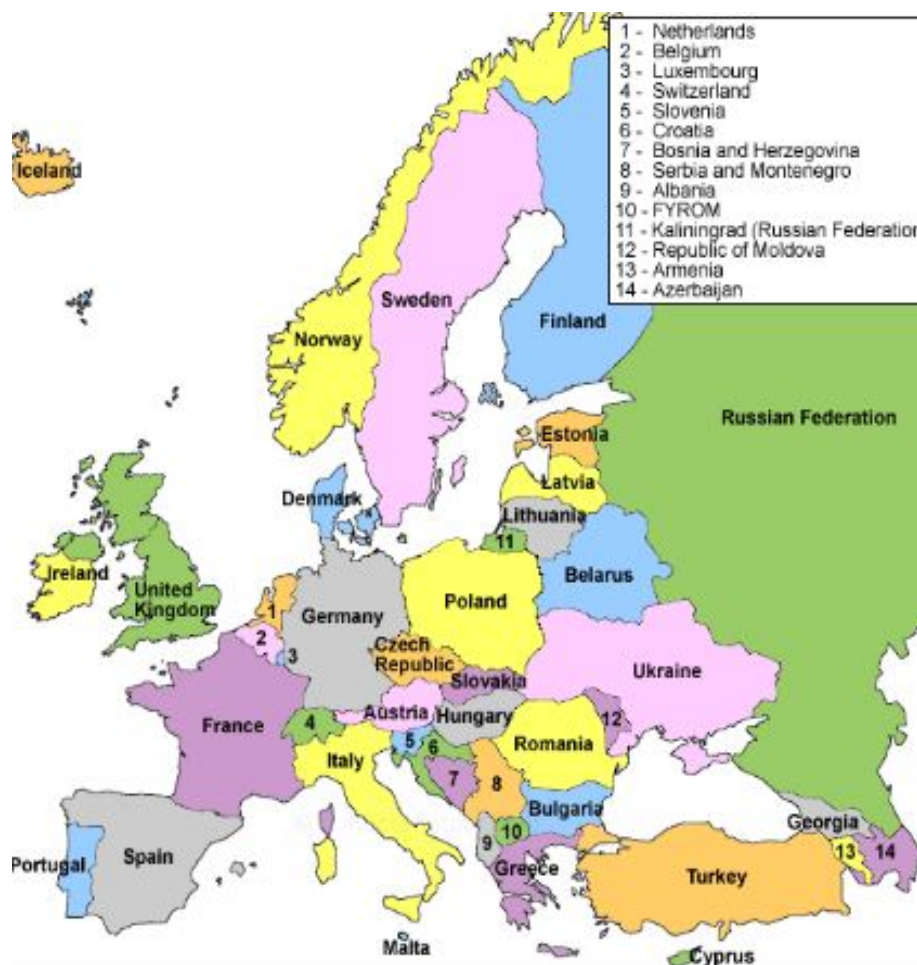 1 - Netherlands
2 - Belgium
3 - Luxembourg
4 - Switzerland
5 - Slovenia
6 - Croatia
7 - Bosnia and Herzegovina
8 - Serbia and Montenegro
9 - Albania
10 - FYROM
11 - Kaliningrad (Russian Federation
12 - Republic of Moldova
13 - Armenia
14 - Azerbaijan
Iceland
Sweden
Finland
Norway
Russian Federation
Estonia
Latvia
Denmark
Lithuania
11
Ireland
United
Kingdom
Belarus
Poland
Germany
1
2
3
Czech
Republic
Slovakia
Ukraine
France
4
Austria
Hungary
12
5
6
Romania
Italy
7
8
Bulgaria
Georgia
9
10
13
14
Portugal
Spain
Greece
Turkey
Malta
Cyprus